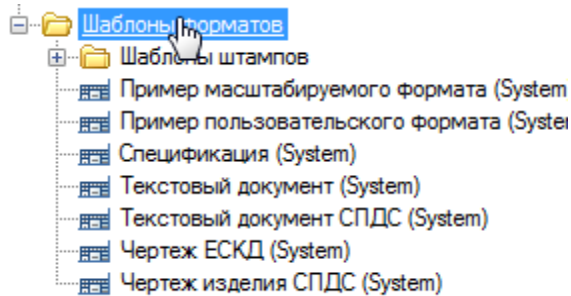 Шаблоны форматов
Шаблоны штампов
Пример масштабируемого формата (System
Пример пользовательского формата (System
Спецификация (System)
Текстовый документ (System)
Текстовый документ СПДС (System)
Чертеж ЕСКД (System)
Чертеж изделия СПДС (System)